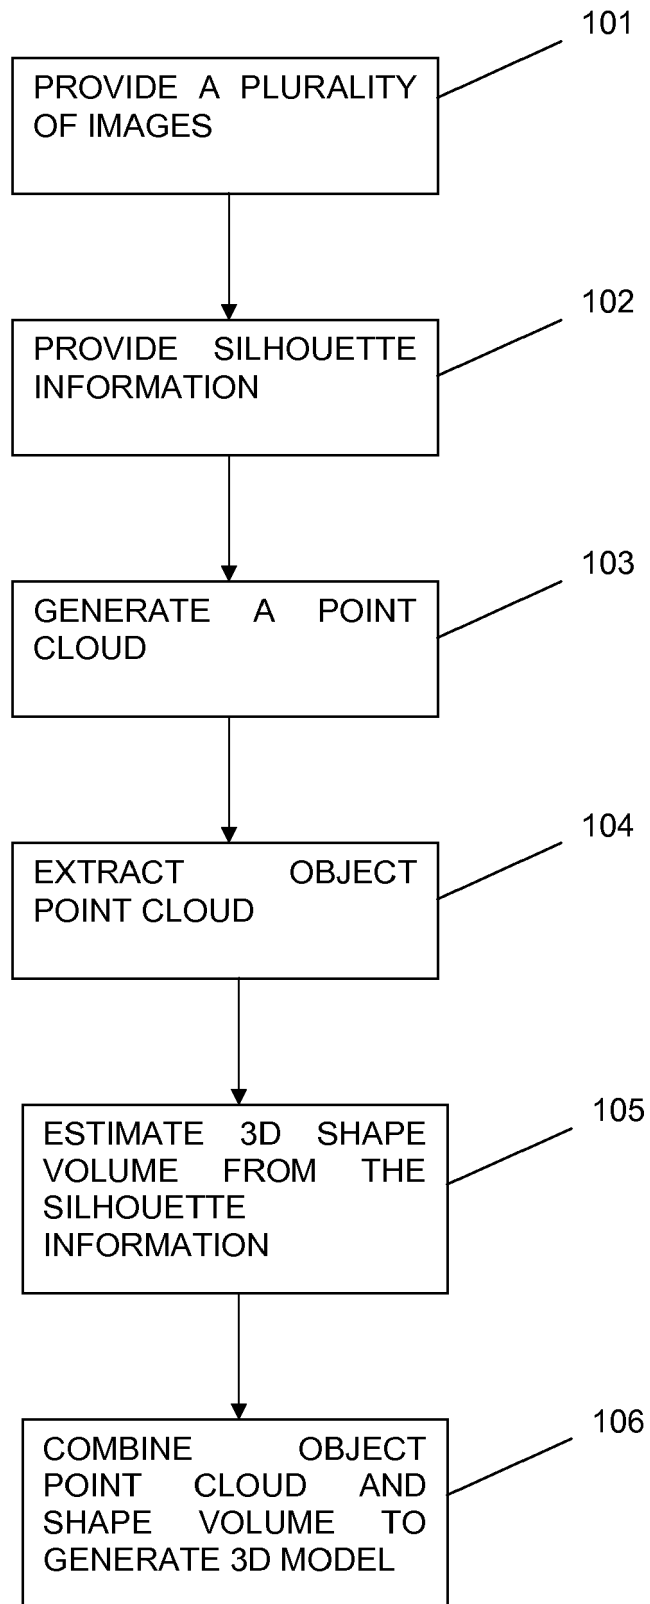 101
PROVIDE A PLURALITY
OF IMAGES
102
PROVIDE SILHOUETTE
INFORMATION
103
GENERATE A POINT
CLOUD
104
EXTRACT OBJECT
POINT CLOUD
105
ESTIMATE 3D SHAPE
VOLUME FROM THE
SILHOUETTE
INFORMATION
106
COMBINE OBJECT
POINT CLOUD AND
SHAPE VOLUME TO
GENERATE 3D MODEL